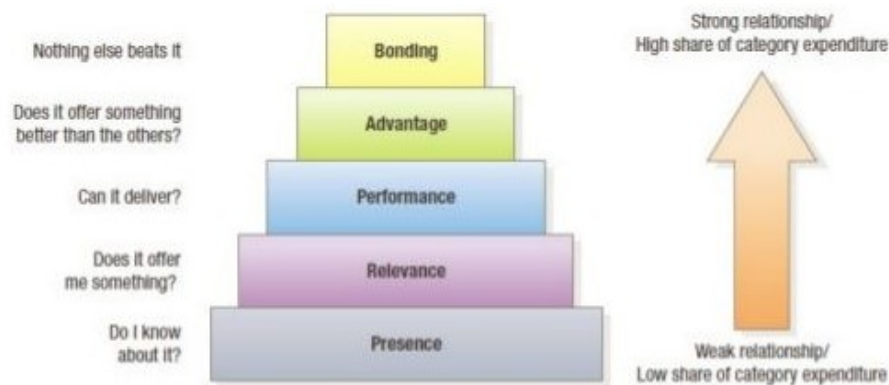 Strong relationship/
High share of category expenditure
Nothing else beats it
Bonding
Does it offer something
better than the others?
Advantage
Can it deliver?
Performance
Does it offer
me something?
Relevance
Do I know
about it?
Presence
Weak relationship/
Low share of category expenditure